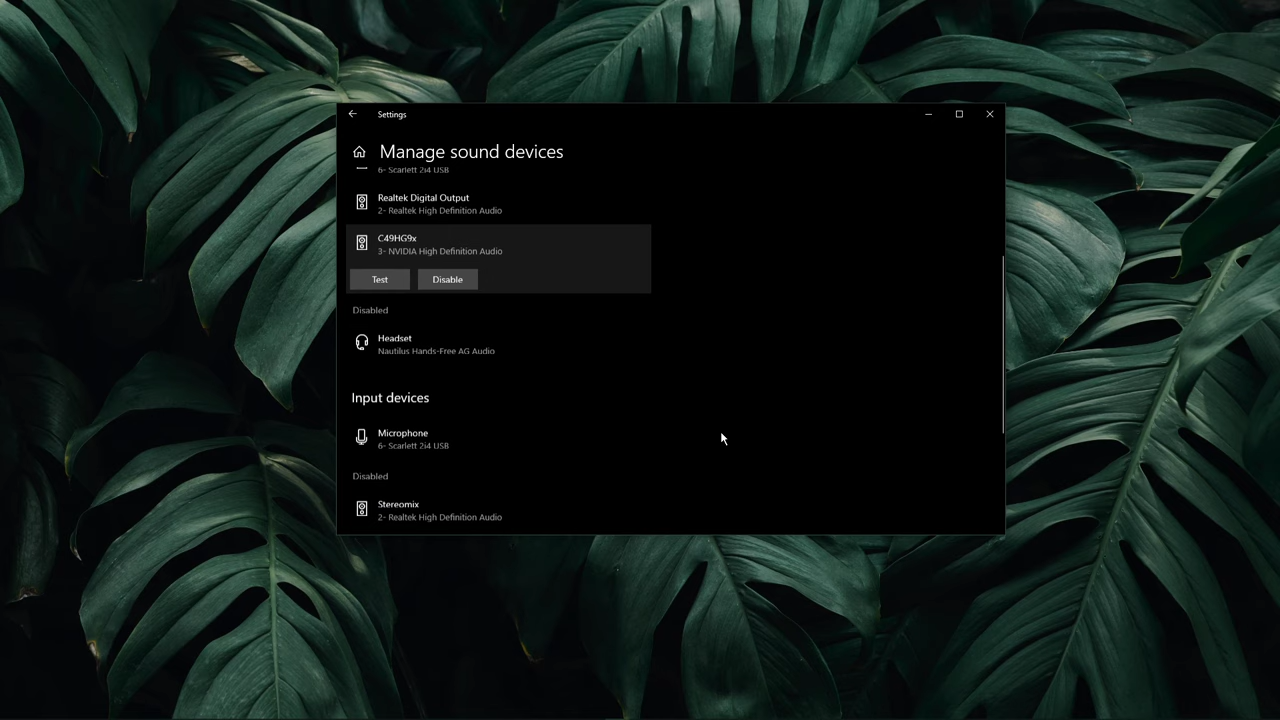 Settings
Manage sound devices
6- Scarlett 2i4 USB
Realtek Digital Output
2- Realtek High Definition Audio
C49HG9x
3- NVIDIA High Definition Audio
Test
Disable
Disabled
Headset
Nautilus Hands-Free AG Audio
Input devices
Microphone
6- Scarlett 2i4 USB
Disabled
Stereomix
2- Realtek High Definition Audio